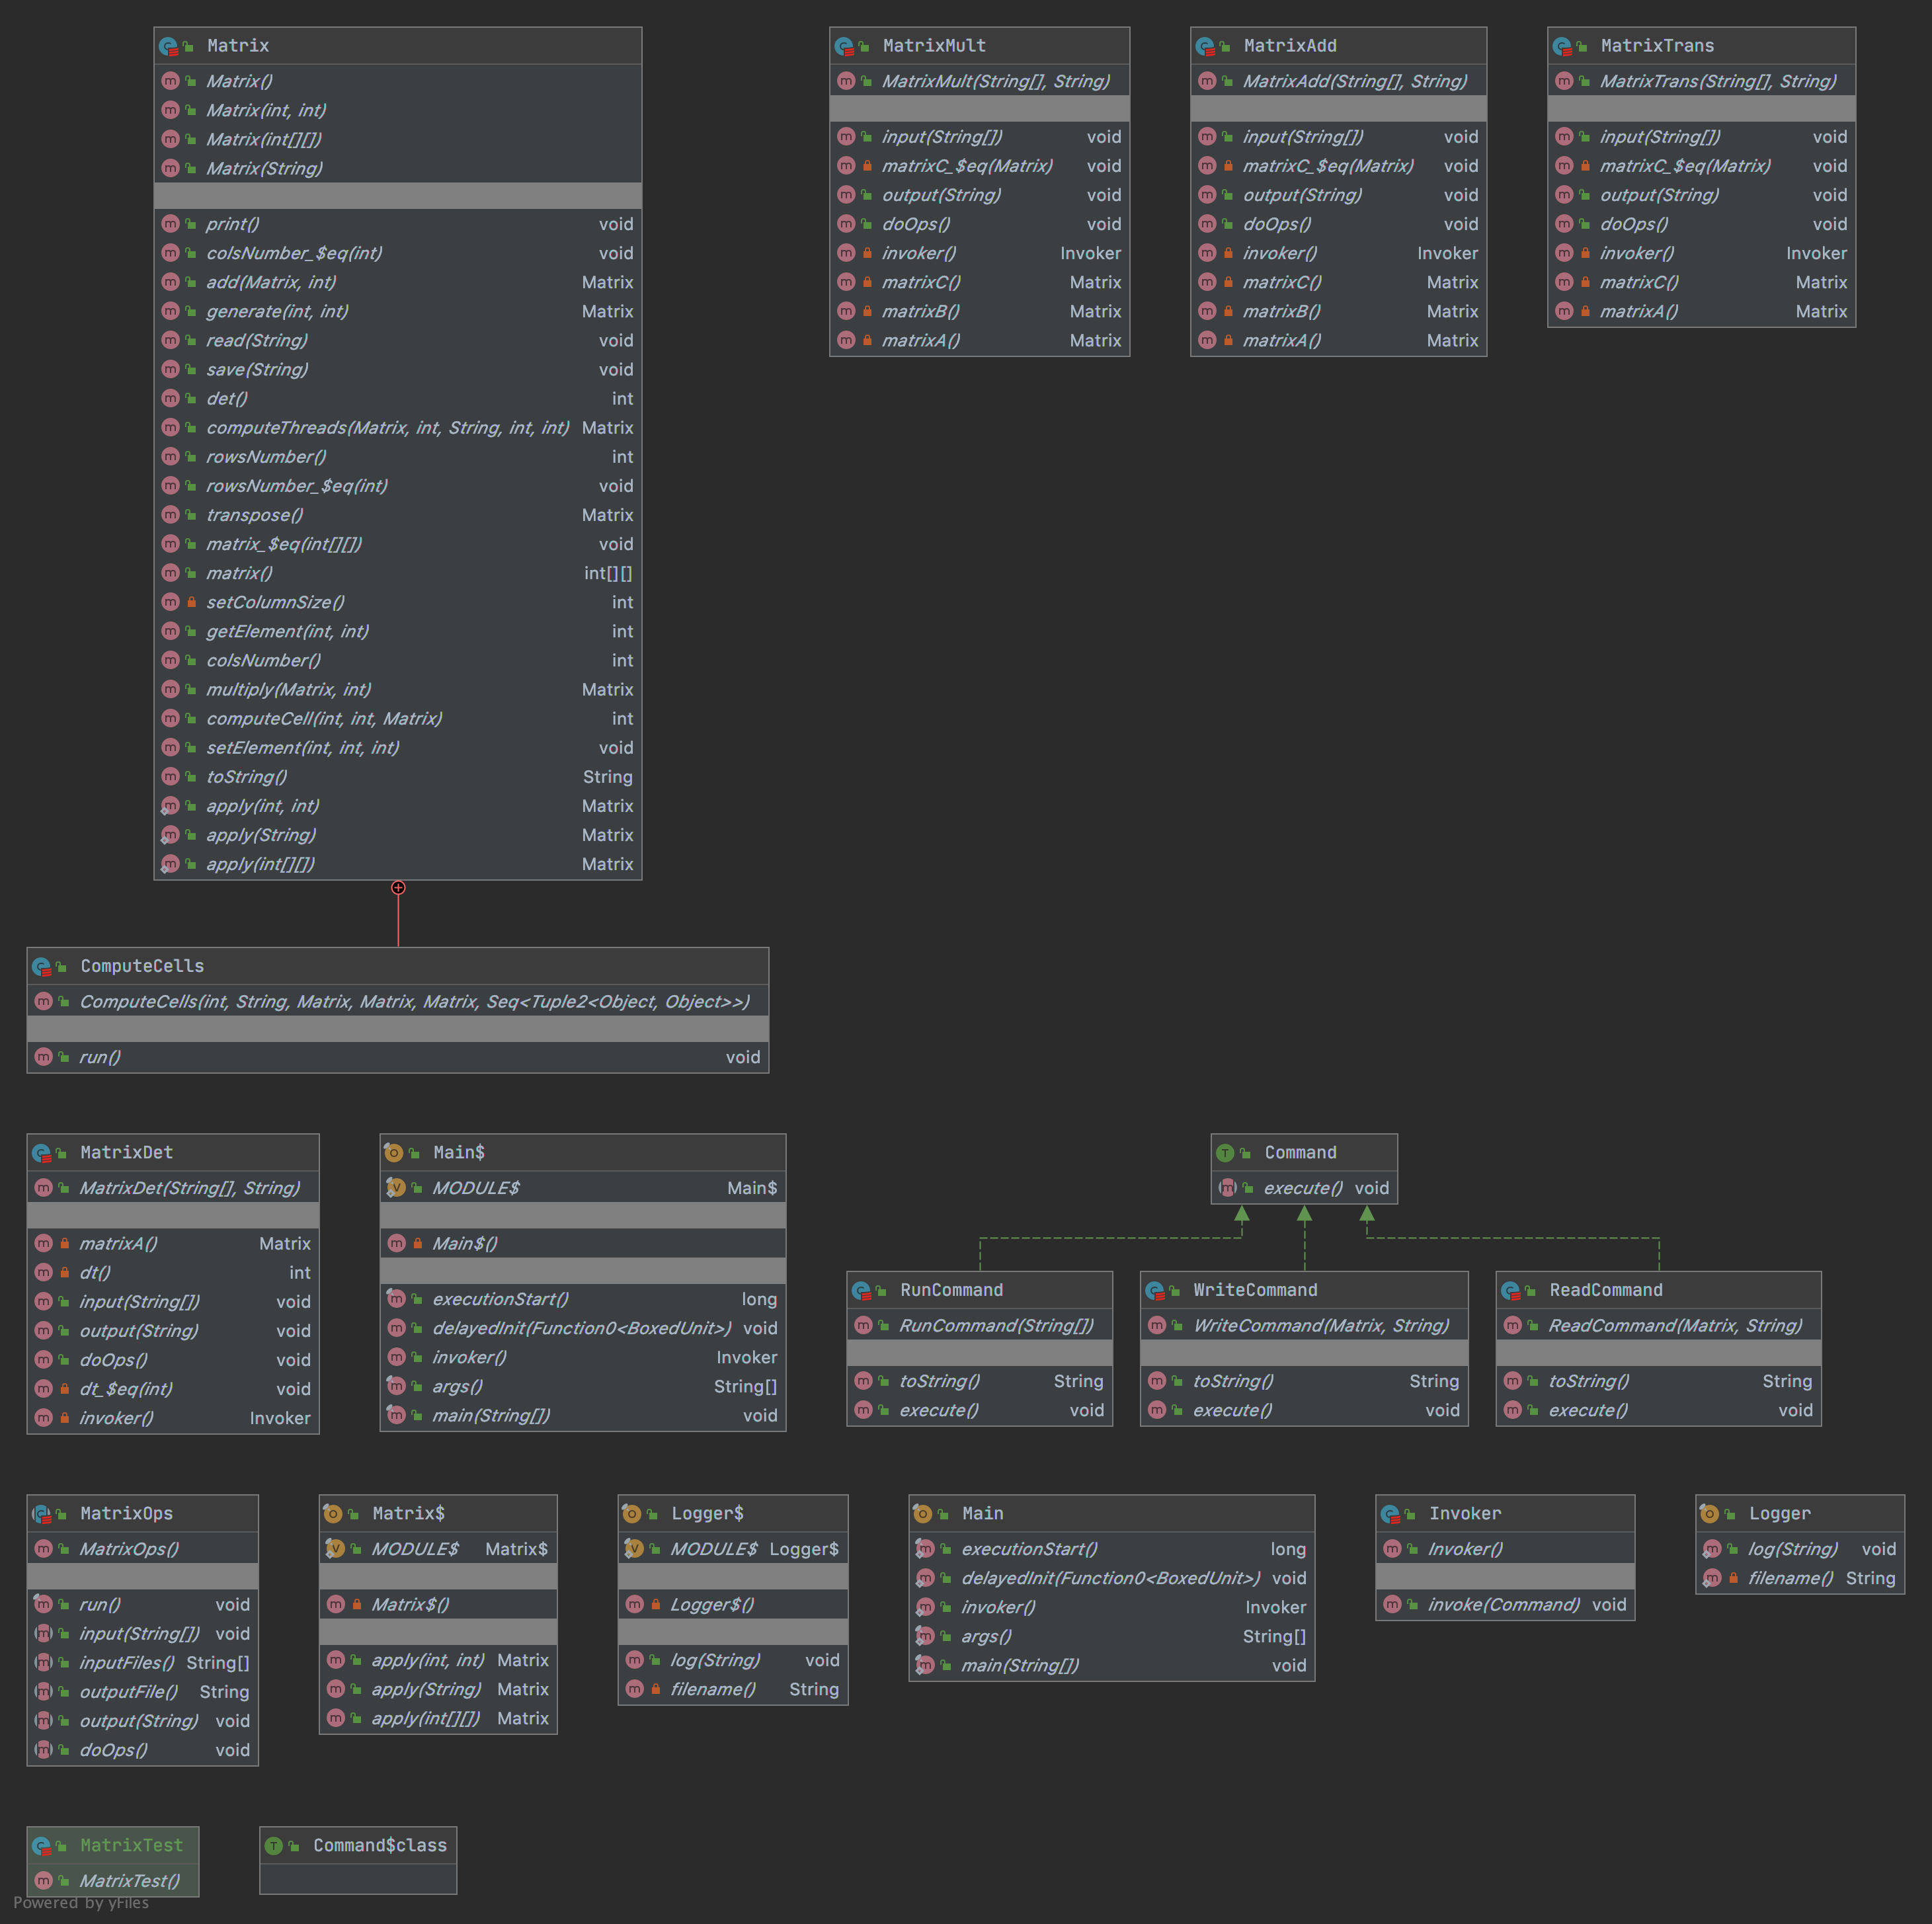 Matrix
Matrix()
Matrix(int, int)
Matrix(int[][])
Matrix(String)
print() void
colsNumber_$eq(int) void
add(Matrix, int) Matrix
generate(int, int) Matrix
read(String) void
save(String) void
det() int
computeThreads(Matrix, int, String, int, int) Matrix
rowsNumber() int
rowsNumber_$eq(int) void
transpose() Matrix
matrix_$eq(int[][]) void
matrix() int[][]
setColumnSize() int
getElement(int, int) int
colsNumber() int
multiply(Matrix, int) Matrix
computeCell(int, int, Matrix) int
setElement(int, int, int) void
toString() String
apply(int, int) Matrix
apply(String) Matrix
apply(int[][]) Matrix
MatrixMult
MatrixMult(String[], String)
input(String[]) void
matrixC_$eq(Matrix) void
output(String) void
doOps() void
invoker() Invoker
matrixC() Matrix
matrixB() Matrix
matrixA() Matrix
MatrixAdd
MatrixAdd(String[], String)
input(String[]) void
matrixC_$eq(Matrix) void
output(String) void
doOps() void
invoker() Invoker
matrixC() Matrix
matrixB() Matrix
matrixA() Matrix
MatrixTrans
MatrixTrans(String[], String)
input(String[]) void
matrixC_$eq(Matrix) void
output(String) void
doOps() void
invoker() Invoker
matrixC() Matrix
matrixA() Matrix
ComputeCells
ComputeCells(int, String, Matrix, Matrix, Matrix, Seq<Tuple2<Object, Object>>)
run() void
MatrixDet
MatrixDet(String[], String)
matrixA() Matrix
dt() int
input(String[]) void
output(String) void
doOps() void
dt_$eq(int) void
invoker() Invoker
Main$
MODULE$ Main$
Main$()
executionStart() long
delayedInit(Function0<BoxedUnit>) void
invoker() Invoker
args() String[]
main(String[]) void
Command
execute() void
RunCommand
RunCommand(String[])
toString() String
execute() void
WriteCommand
WriteCommand(Matrix, String)
toString() String
execute() void
ReadCommand
ReadCommand(Matrix, String)
toString() String
execute() void
MatrixOps
MatrixOps()
run() void
input(String[]) void
inputFiles() String[]
outputFile() String
output(String) void
doOps() void
Matrix$
MODULE$ Matrix$
Matrix$()
apply(int, int) Matrix
apply(String) Matrix
apply(int[][]) Matrix
Logger$
MODULE$ Logger$
Logger$()
log(String) void
filename() String
Main
executionStart() long
delayedInit(Function0<BoxedUnit>) void
invoker() Invoker
args() String[]
main(String[]) void
Invoker
Invoker()
invoke(Command) void
Logger
log(String) void
filename() String
MatrixTest
MatrixTest()
Command$class
Powered by yFiles